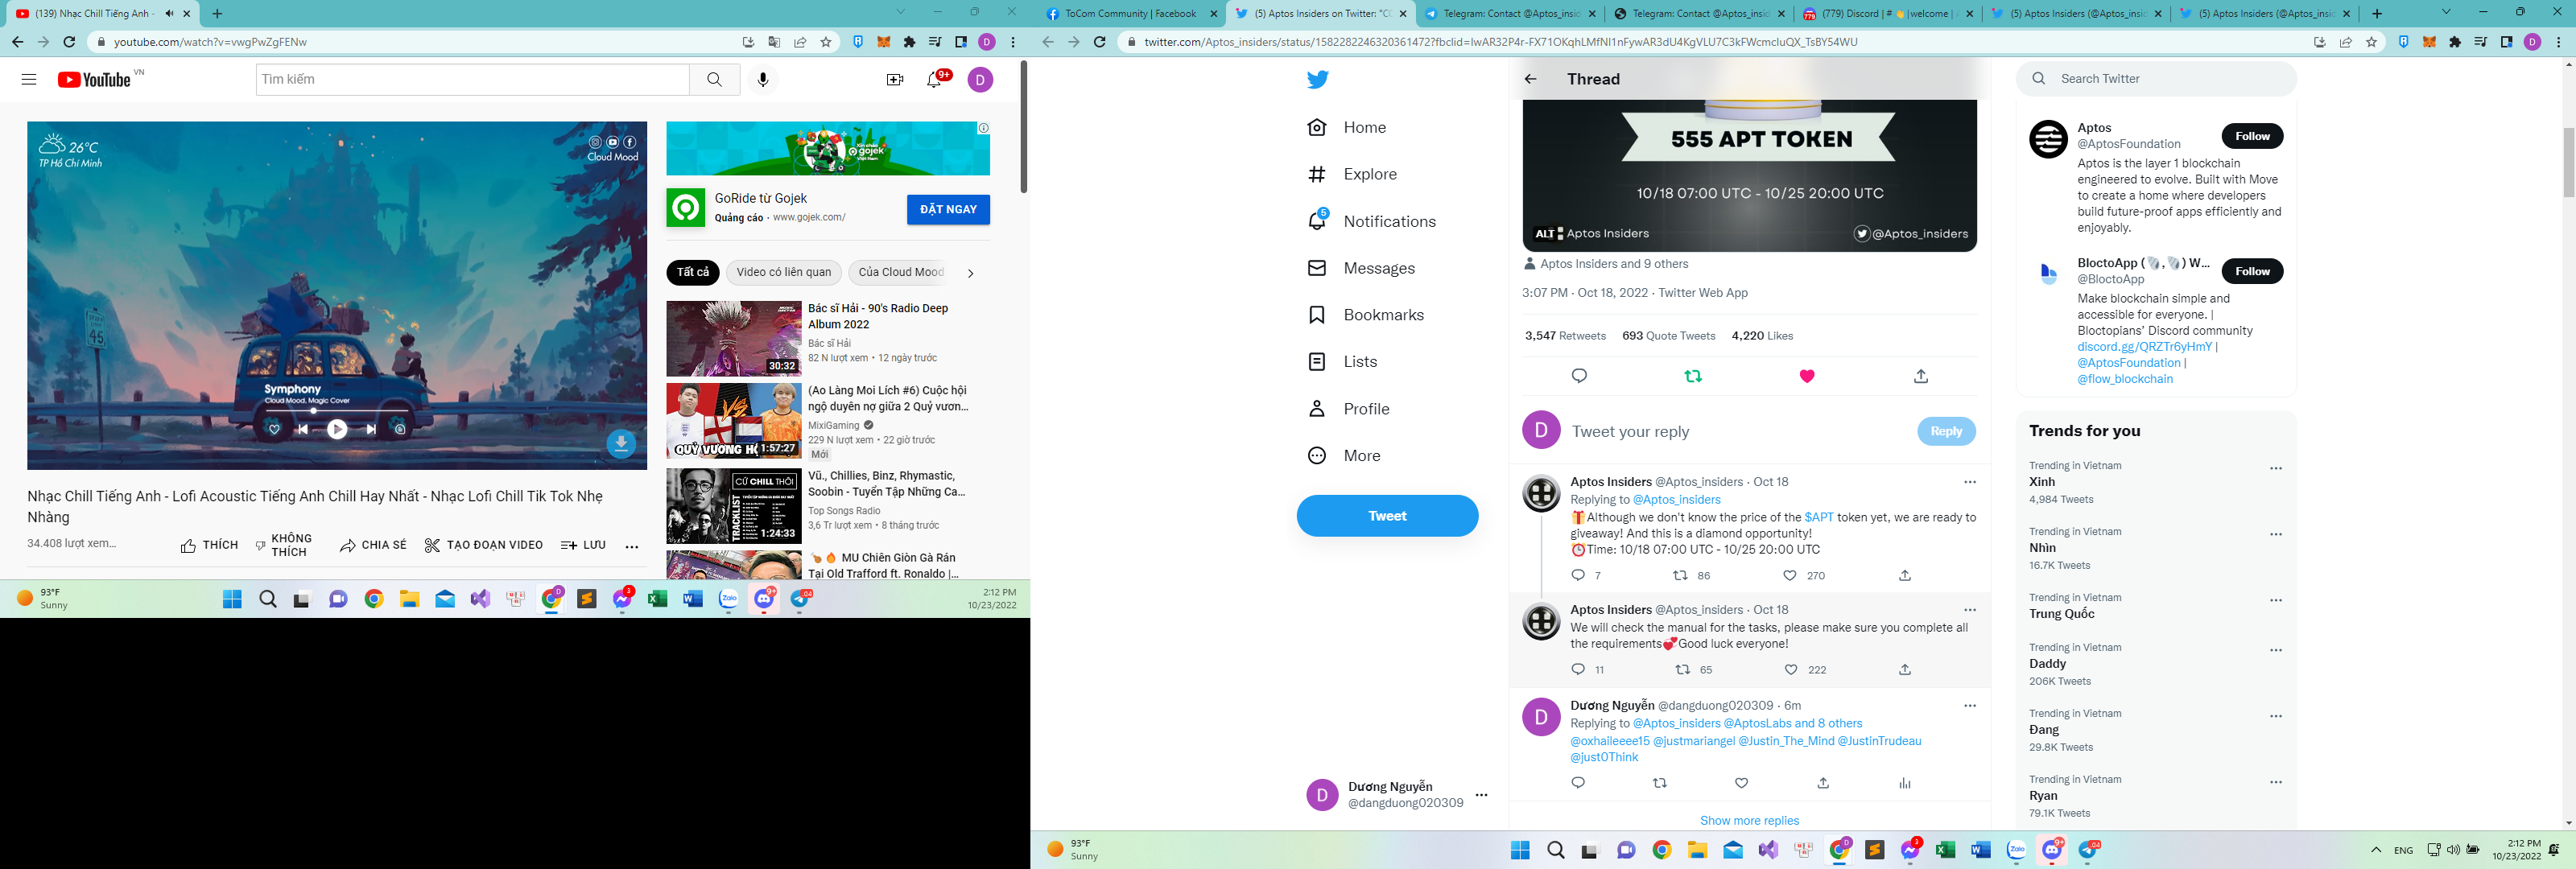 (139) Nhạc Chill Tiếng Anh -
youtube.com/watch?v=vwgPwZgFENw
YouTube VN
Tìm kiếm
9+
D
26°C
TP Hồ Chí Minh
Cloud Mood
45
Symphony
Cloud Mood, Magic Cover
Nhạc Chill Tiếng Anh - Lofi Acoustic Tiếng Anh Chill Hay Nhất - Nhạc Lofi Chill Tik Tok Nhẹ
Nhàng
34.408 lượt xem...
THÍCH
KHÔNG
THÍCH
CHIA SẺ
TẠO ĐOẠN VIDEO
LƯU
gojek
GoRide từ Gojek
Quảng cáo · www.gojek.com/
ĐẶT NGAY
Tất cả
Video có liên quan
Của Cloud Mood
Bác sĩ Hải - 90's Radio Deep
Album 2022
Bác sĩ Hải
82 N lượt xem • 12 ngày trước
30:32
(Ao Làng Moi Lích #6) Cuộc hội
ngộ duyên nợ giữa 2 Quỷ vươn...
MixiGaming
229 N lượt xem • 22 giờ trước
Mới
VS
1:57:27
Vũ., Chillies, Binz, Rhymastic,
Soobin - Tuyển Tập Những Ca...
Top Songs Radio
3,6 Tr lượt xem • 8 tháng trước
CỨ CHILL THÔI
TRACKLIST
1:24:33
MU Chiên Giòn Gà Rán
Tại Old Trafford ft. Ronaldo |...
93°F
Sunny
2:12 PM
10/23/2022
ToCom Community | Facebook
(5) Aptos Insiders on Twitter: "CO
Telegram: Contact @Aptos_insid
Telegram: Contact @Aptos_insid
(779) Discord | # 👋|welcome | A
(5) Aptos Insiders (@Aptos_insid
(5) Aptos Insiders (@Aptos_insid
twitter.com/Aptos_insiders/status/1582282246320361472?fbclid=IwAR32P4r-FX71OKqhLMfNI1nFywAR3dU4KgVLU7C3kFWcmcIuQX_TsBY54WU
Home
Explore
5
Notifications
Messages
Bookmarks
Lists
Profile
More
Tweet
D
Dương Nguyễn
@dangduong020309
Thread
555 APT TOKEN
10/18 07:00 UTC - 10/25 20:00 UTC
ALT
Aptos Insiders
@Aptos_insiders
Aptos Insiders and 9 others
3:07 PM · Oct 18, 2022 · Twitter Web App
3,547 Retweets 693 Quote Tweets 4,220 Likes
D
Tweet your reply
Reply
Aptos Insiders @Aptos_insiders · Oct 18
Replying to @Aptos_insiders
🎁Although we don't know the price of the $APT token yet, we are ready to
giveaway! And this is a diamond opportunity!
⏰Time: 10/18 07:00 UTC - 10/25 20:00 UTC
7 86 270
Aptos Insiders @Aptos_insiders · Oct 18
We will check the manual for the tasks, please make sure you complete all
the requirements💞Good luck everyone!
11 65 222
D
Dương Nguyễn @dangduong020309 · 6m
Replying to @Aptos_insiders @AptosLabs and 8 others
@oxhaileeee15 @justmariangel @Justin_The_Mind @JustinTrudeau
@just0Think
Show more replies
Search Twitter
Aptos
@AptosFoundation
Follow
Aptos is the layer 1 blockchain
engineered to evolve. Built with Move
to create a home where developers
build future-proof apps efficiently and
enjoyably.
BloctoApp (🐚,🐚) W...
@BloctoApp
Follow
Make blockchain simple and
accessible for everyone. |
Bloctopians' Discord community
discord.gg/QRZTr6yHmY |
@AptosFoundation |
@flow_blockchain
Trends for you
Trending in Vietnam
Xinh
4,984 Tweets
Trending in Vietnam
Nhìn
16.7K Tweets
Trending in Vietnam
Trung Quốc
Trending in Vietnam
Daddy
206K Tweets
Trending in Vietnam
Đang
29.8K Tweets
Trending in Vietnam
Ryan
79.1K Tweets
93°F
Sunny
ENG
2:12 PM
10/23/2022